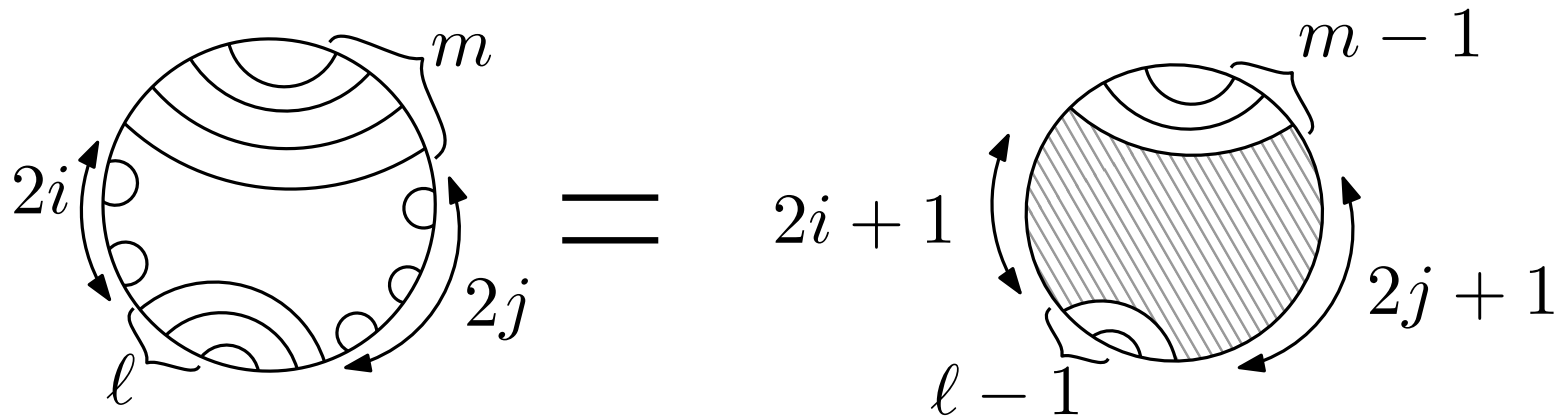 m
2i
2j
ℓ
=
m − 1
2i + 1
2j + 1
ℓ − 1